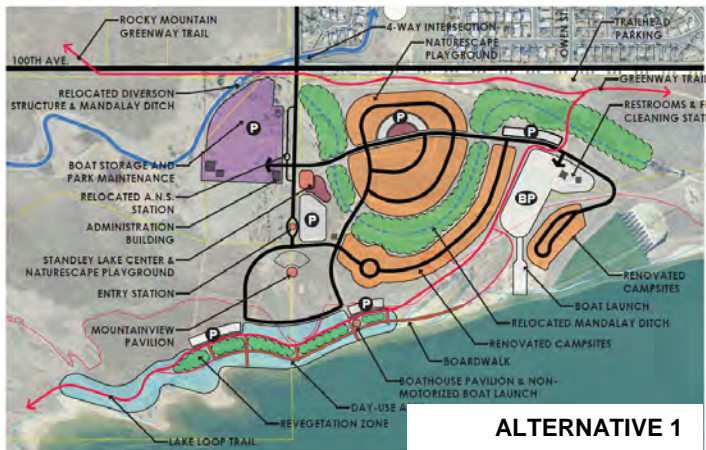 ROCKY MOUNTAIN
GREENWAY TRAIL
4-WAY INTERSECTION
NATURESCAPE
PLAYGROUND
OWEN ST.
TRAILHEAD
PARKING
100TH AVE.
GREENWAY TRAIL
RELOCATED DIVERSON
STRUCTURE & MANDALAY DITCH
RESTROOMS & F
CLEANING STAT
P
P
P
BOAT STORAGE AND
PARK MAINTENANCE
RELOCATED A.N.S.
STATION
ADMINISTRATION
BUILDING
P
BP
STANDLEY LAKE CENTER &
NATURESCAPE PLAYGROUND
ENTRY STATION
RENOVATED
CAMPSITES
MOUNTAINVIEW
PAVILION
BOAT LAUNCH
RELOCATED MANDALAY DITCH
P
P
RENOVATED CAMPSITES
BOARDWALK
BOATHOUSE PAVILION & NON-
MOTORIZED BOAT LAUNCH
DAY-USE A
REVEGETATION ZONE
LAKE LOOP TRAIL
ALTERNATIVE 1